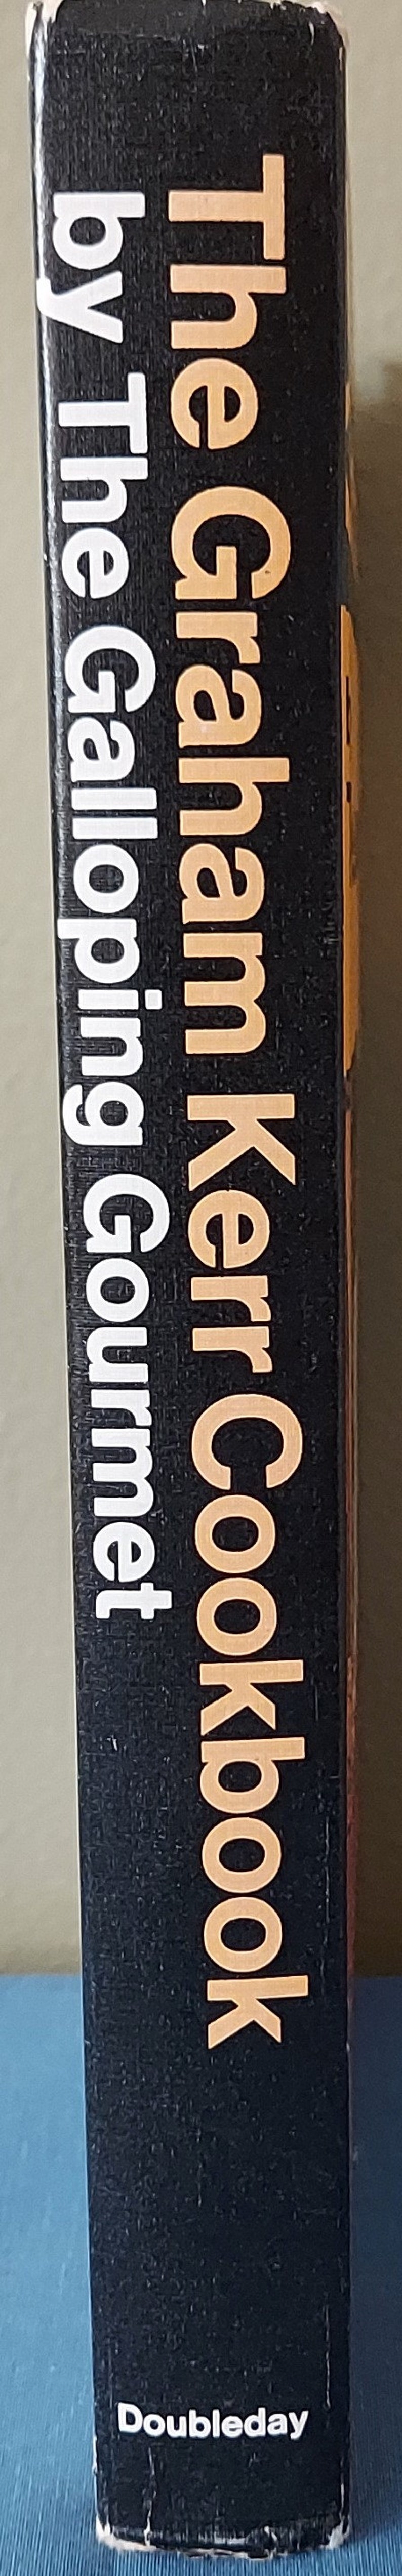 The Graham Kerr Cookbook
by The Galloping Gourmet
Doubleday